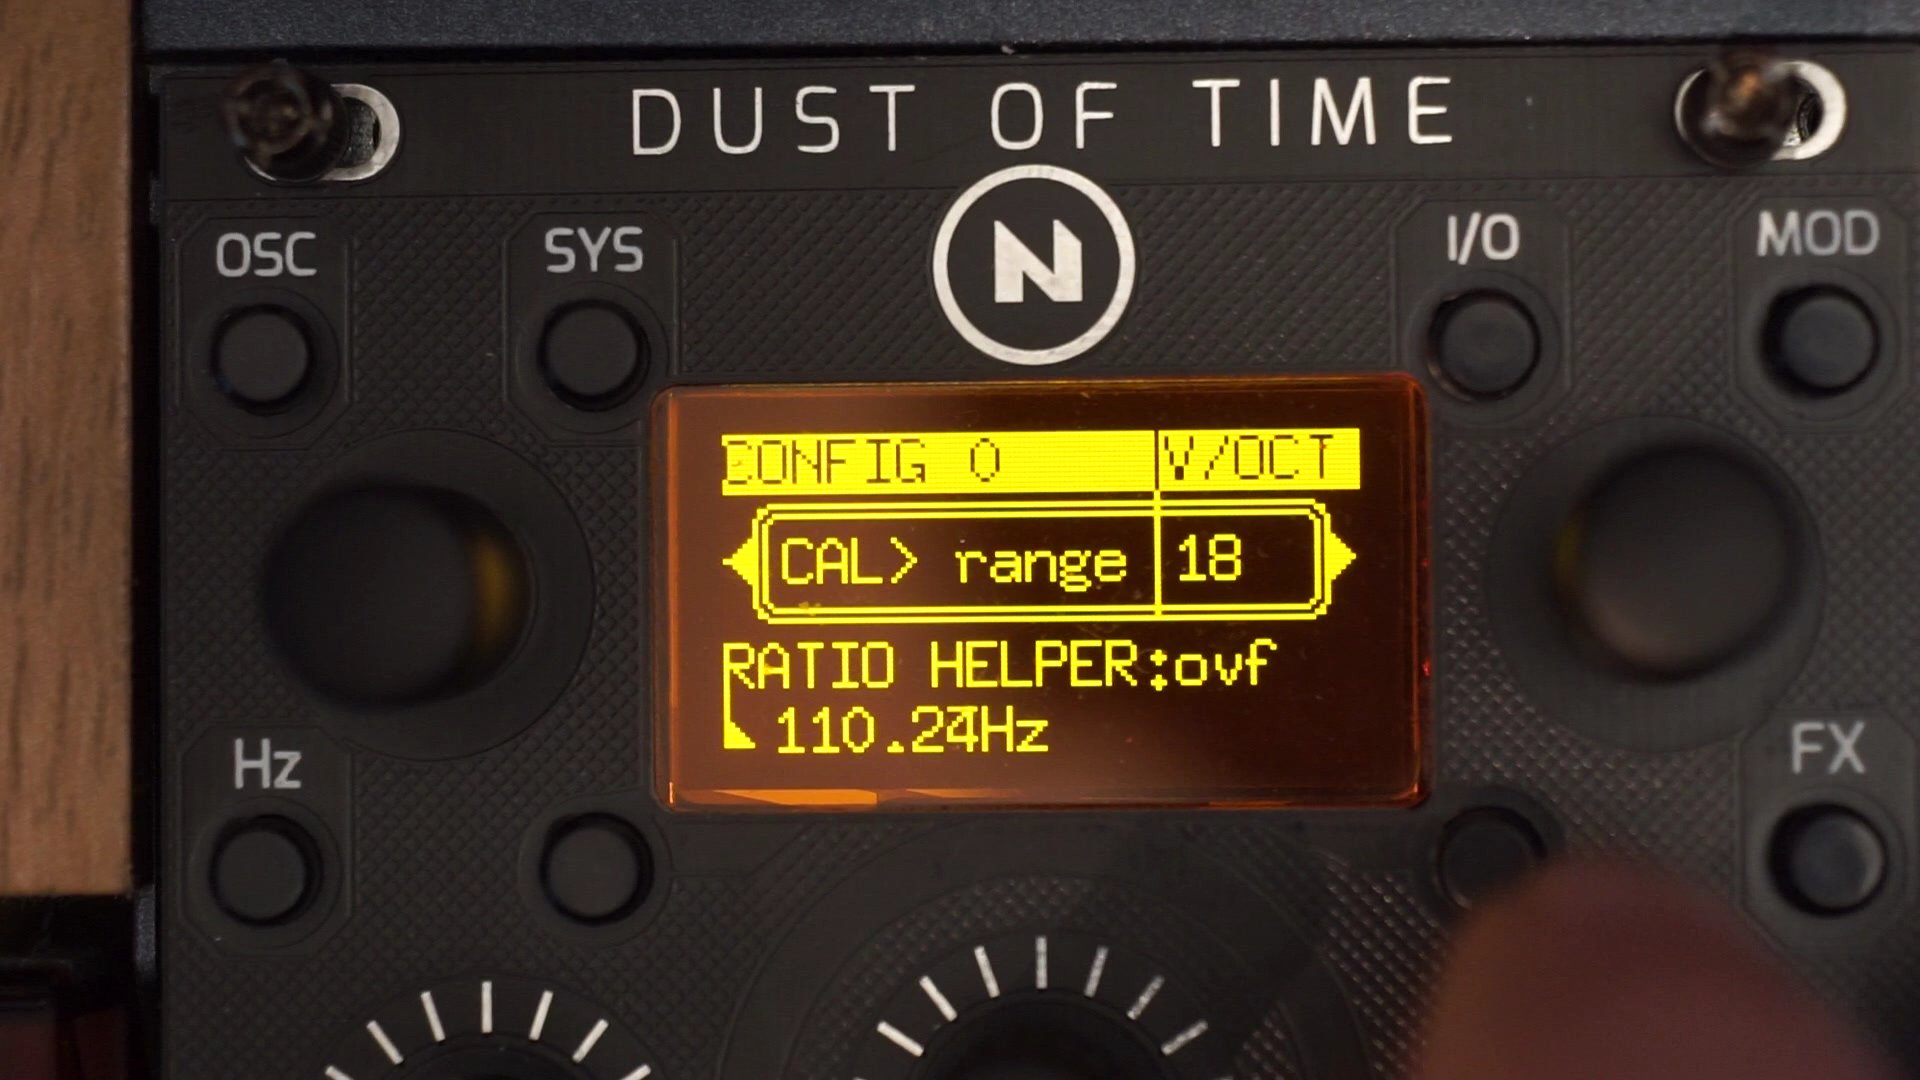 DUST OF TIME
OSC
SYS
N
I/O
MOD
CONFIG 0 V/OCT
CAL> range 18
RATIO HELPER:ovf
110.24Hz
Hz
FX